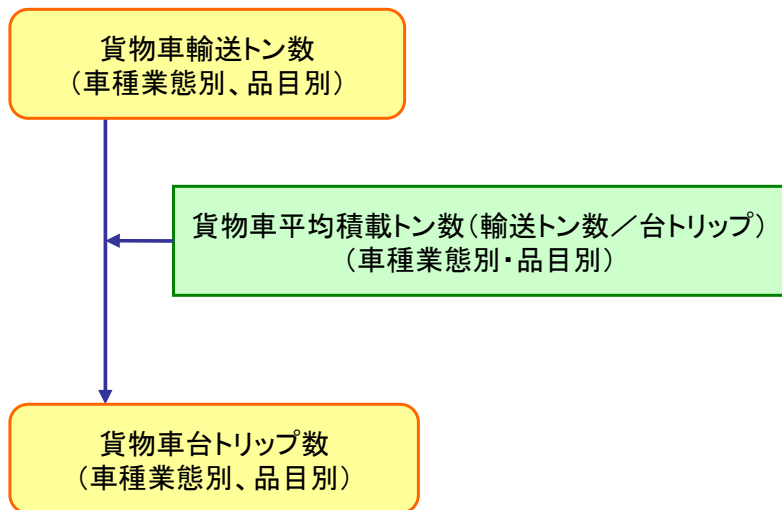 貨物車輸送トン数
（車種業態別、品目別）
貨物車平均積載トン数（輸送トン数／台トリップ）
（車種業態別・品目別）
貨物車台トリップ数
（車種業態別、品目別）